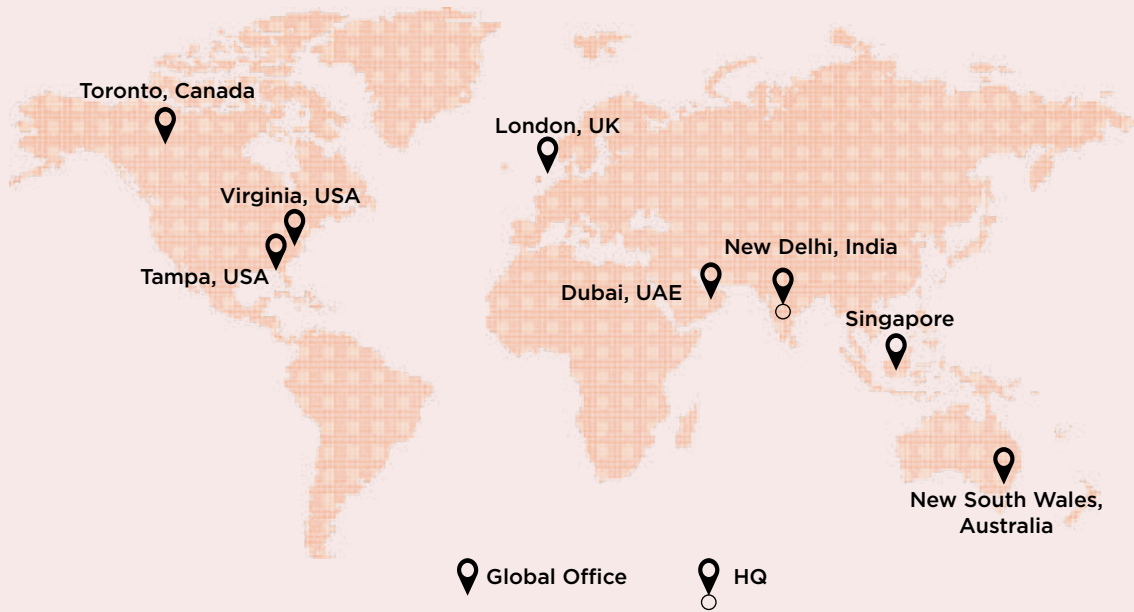 Toronto, Canada
London, UK
Virginia, USA
New Delhi, India
Tampa, USA
Dubai, UAE
Singapore
New South Wales,
Australia
Global Office
HQ